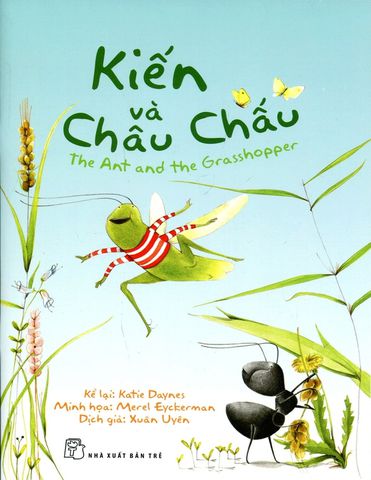 Kiến
và
Châu Chấu
The Ant and the Grasshopper
Kể lại: Katie Daynes
Minh họa: Merel Eyckerman
Dịch giả: Xuân Uyên
NHÀ XUẤT BẢN TRẺ